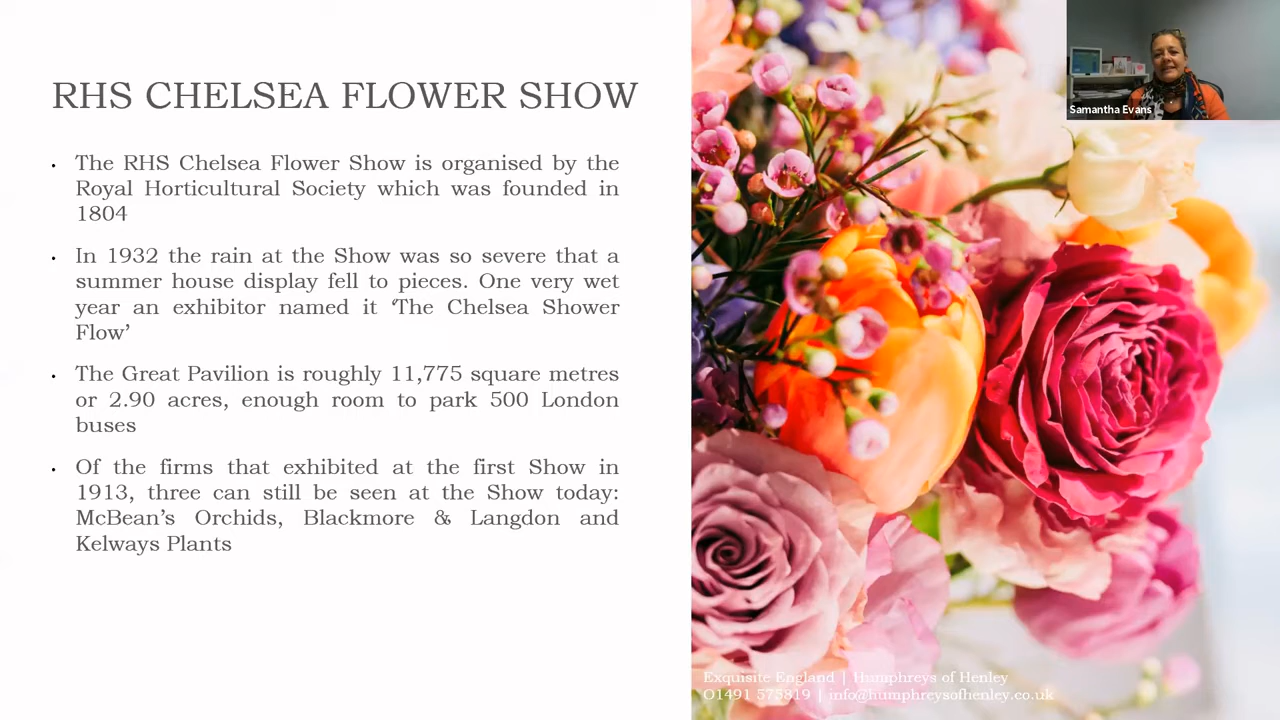 RHS CHELSEA FLOWER SHOW
• The RHS Chelsea Flower Show is organised by the
Royal Horticultural Society which was founded in
1804
• In 1932 the rain at the Show was so severe that a
summer house display fell to pieces. One very wet
year an exhibitor named it ‘The Chelsea Shower
Flow’
• The Great Pavilion is roughly 11,775 square metres
or 2.90 acres, enough room to park 500 London
buses
• Of the firms that exhibited at the first Show in
1913, three can still be seen at the Show today:
McBean’s Orchids, Blackmore & Langdon and
Kelways Plants
Samantha Evans
Exquisite England | Humphreys of Henley
O1491 575819 | info@humphreysofhenley.co.uk